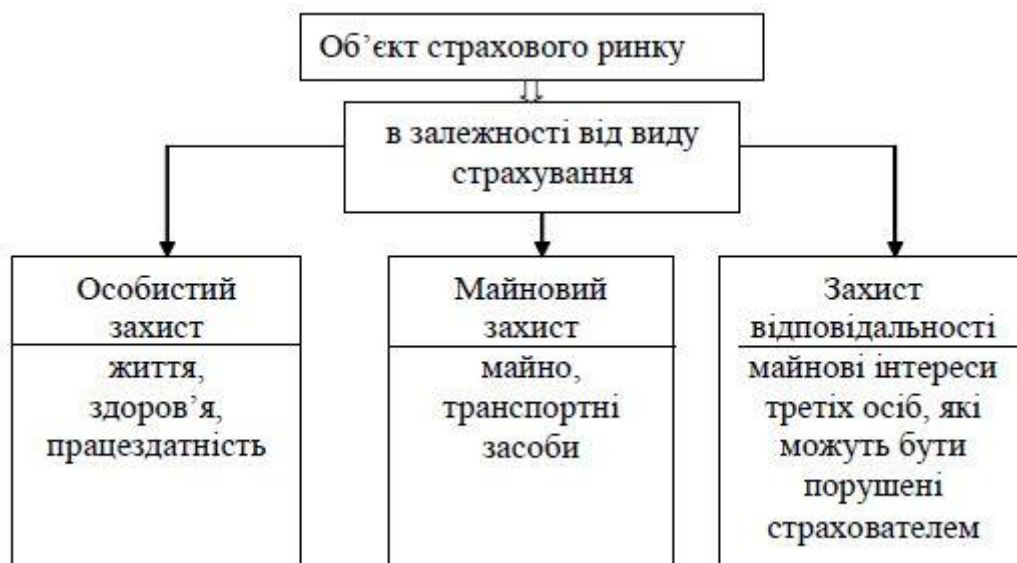 Об’єкт страхового ринку
в залежності від виду
страхування
Особистий
захист
життя,
здоров’я,
працездатність
Майновий
захист
майно,
транспортні
засоби
Захист
відповідальності
майнові інтереси
третіх осіб, які
можуть бути
порушені
страхователем